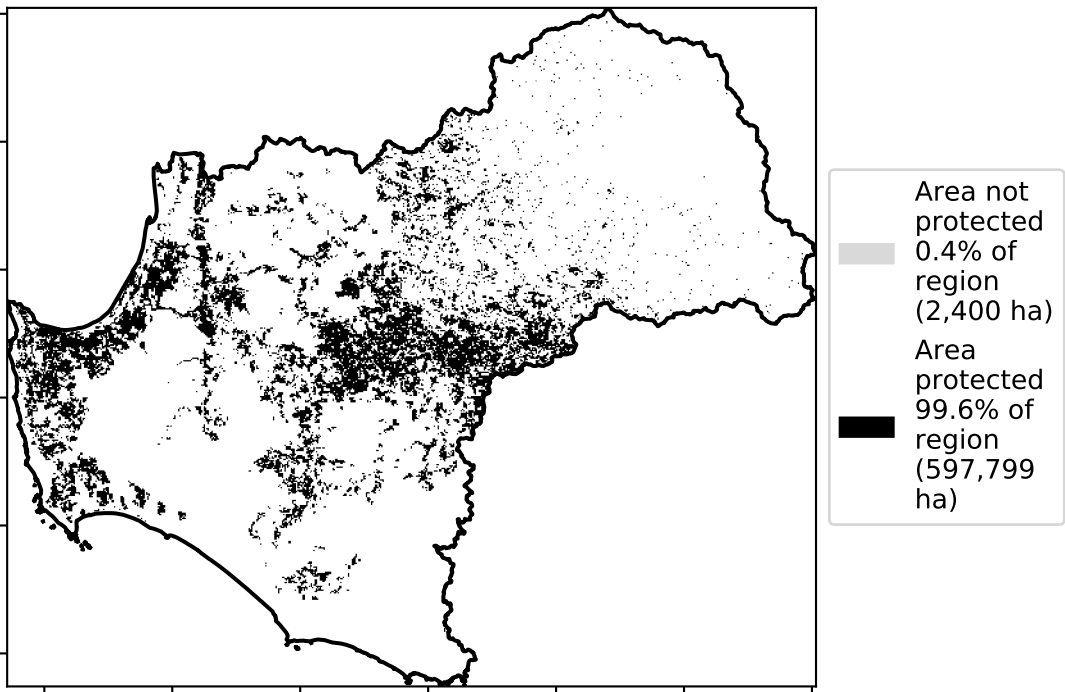 Area not
protected
0.4% of
region
(2,400 ha)
Area
protected
99.6% of
region
(597,799
ha)